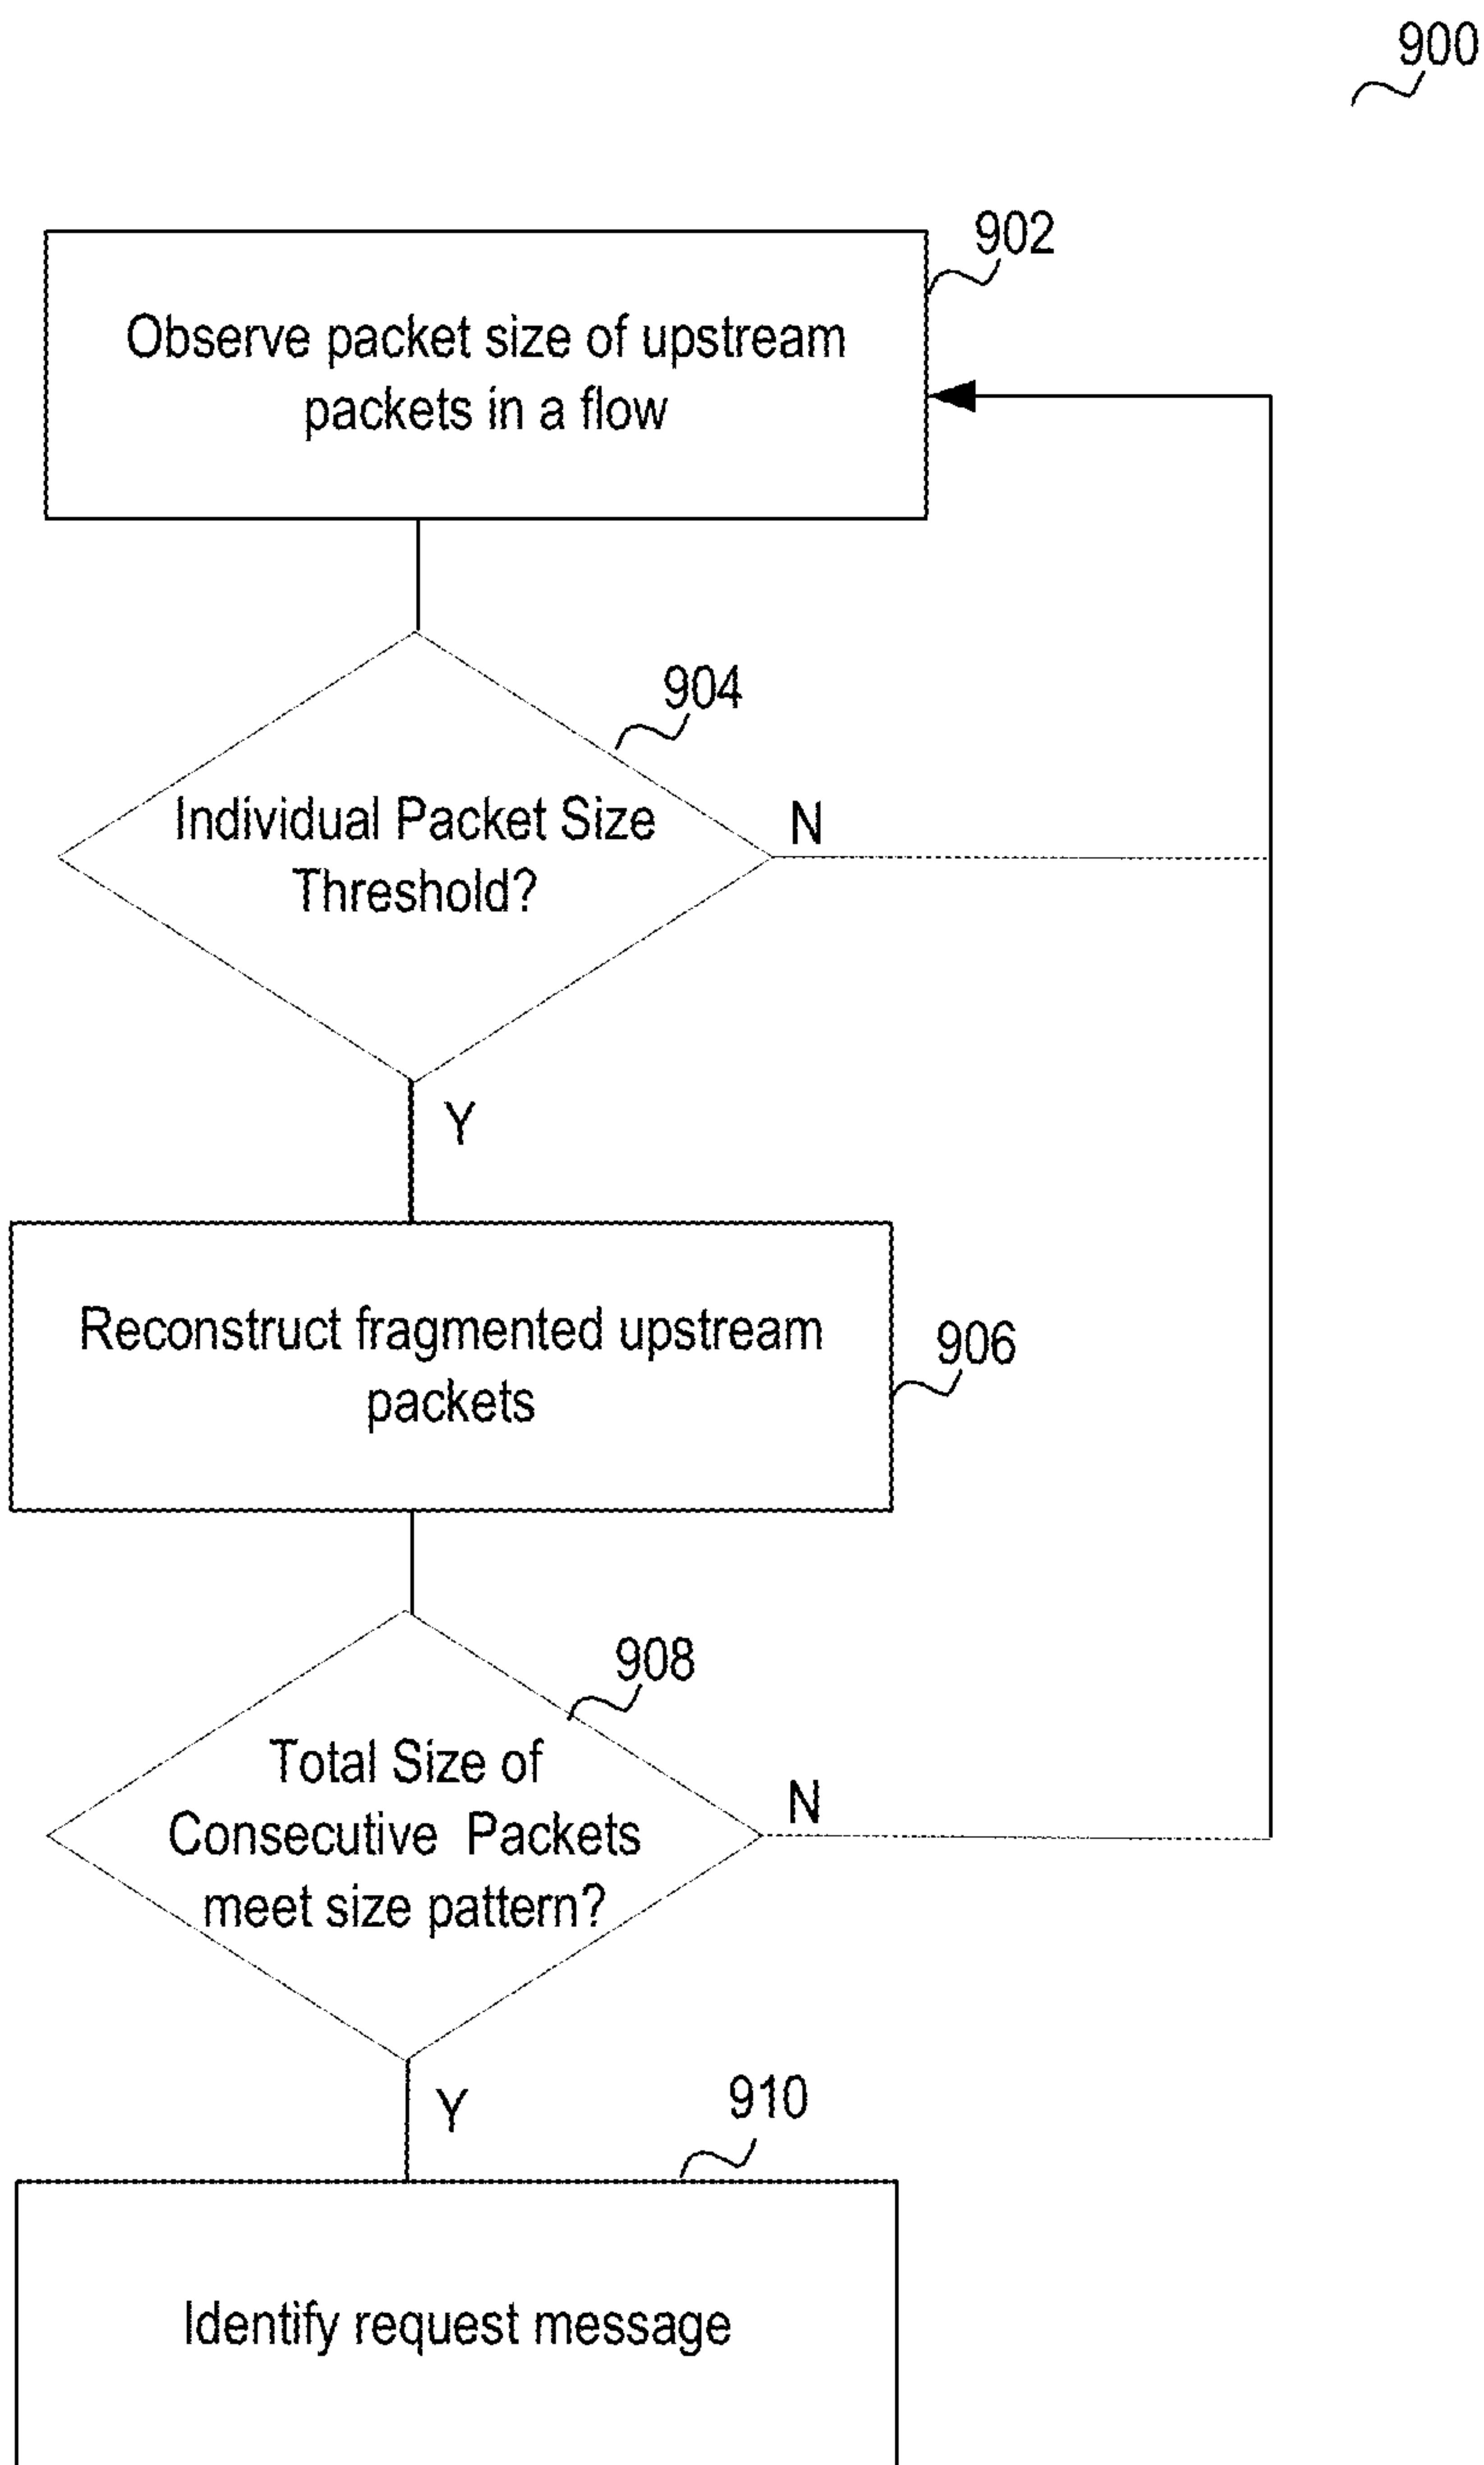 900
902
Observe packet size of upstream
packets in a flow
904
Individual Packet Size
Threshold?
N
Y
Reconstruct fragmented upstream
packets
906
908
Total Size of
Consecutive Packets
meet size pattern?
N
Y
910
Identify request message